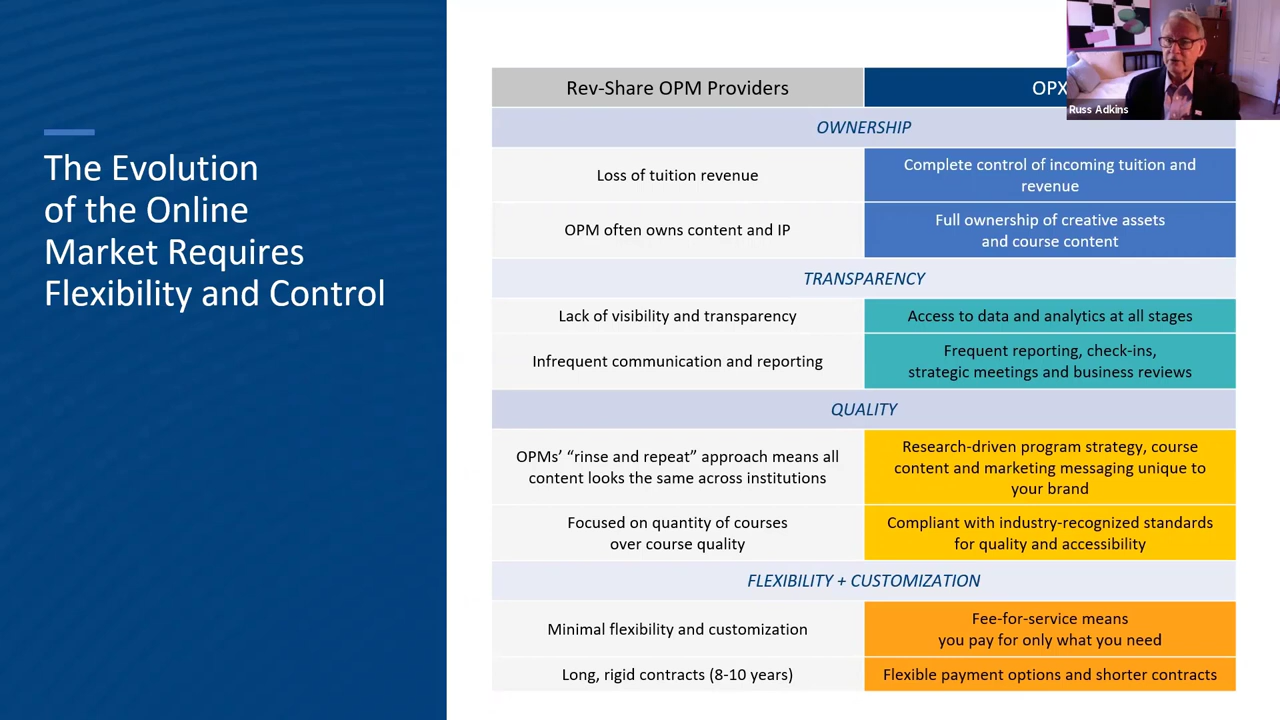 The Evolution
of the Online
Market Requires
Flexibility and Control
Rev-Share OPM Providers
OPX
Russ Adkins
OWNERSHIP
Loss of tuition revenue
Complete control of incoming tuition and
revenue
OPM often owns content and IP
Full ownership of creative assets
and course content
TRANSPARENCY
Lack of visibility and transparency
Access to data and analytics at all stages
Infrequent communication and reporting
Frequent reporting, check-ins,
strategic meetings and business reviews
QUALITY
OPMs’ “rinse and repeat” approach means all
content looks the same across institutions
Research-driven program strategy, course
content and marketing messaging unique to
your brand
Focused on quantity of courses
over course quality
Compliant with industry-recognized standards
for quality and accessibility
FLEXIBILITY + CUSTOMIZATION
Minimal flexibility and customization
Fee-for-service means
you pay for only what you need
Long, rigid contracts (8-10 years)
Flexible payment options and shorter contracts